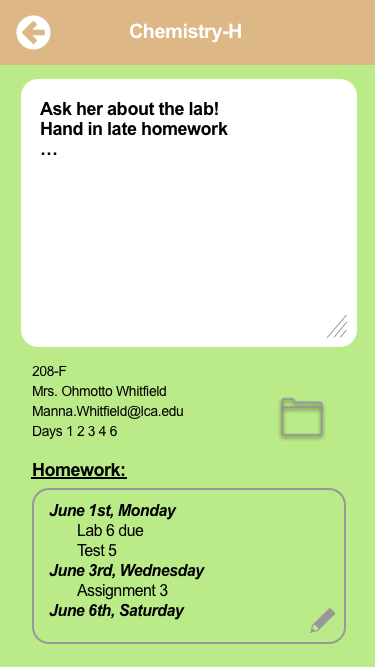 Chemistry-H
Ask her about the lab!
Hand in late homework
…
208-F
Mrs. Ohmotto Whitfield
Manna.Whitfield@lca.edu
Days 1 2 3 4 6
Homework:
June 1st, Monday
Lab 6 due
Test 5
June 3rd, Wednesday
Assignment 3
June 6th, Saturday